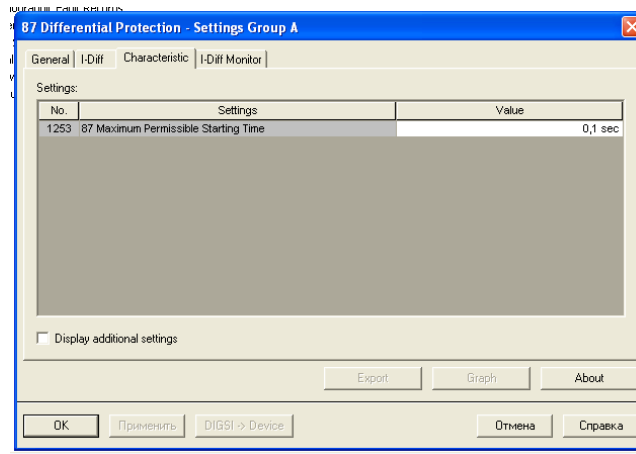 87 Differential Protection - Settings Group A
General I-Diff Characteristic I-Diff Monitor
Settings:
No. Settings Value
1253 87 Maximum Permissible Starting Time 0,1 sec
Display additional settings
Export Graph About
OK Применить DIGSI -> Device Отмена Справка